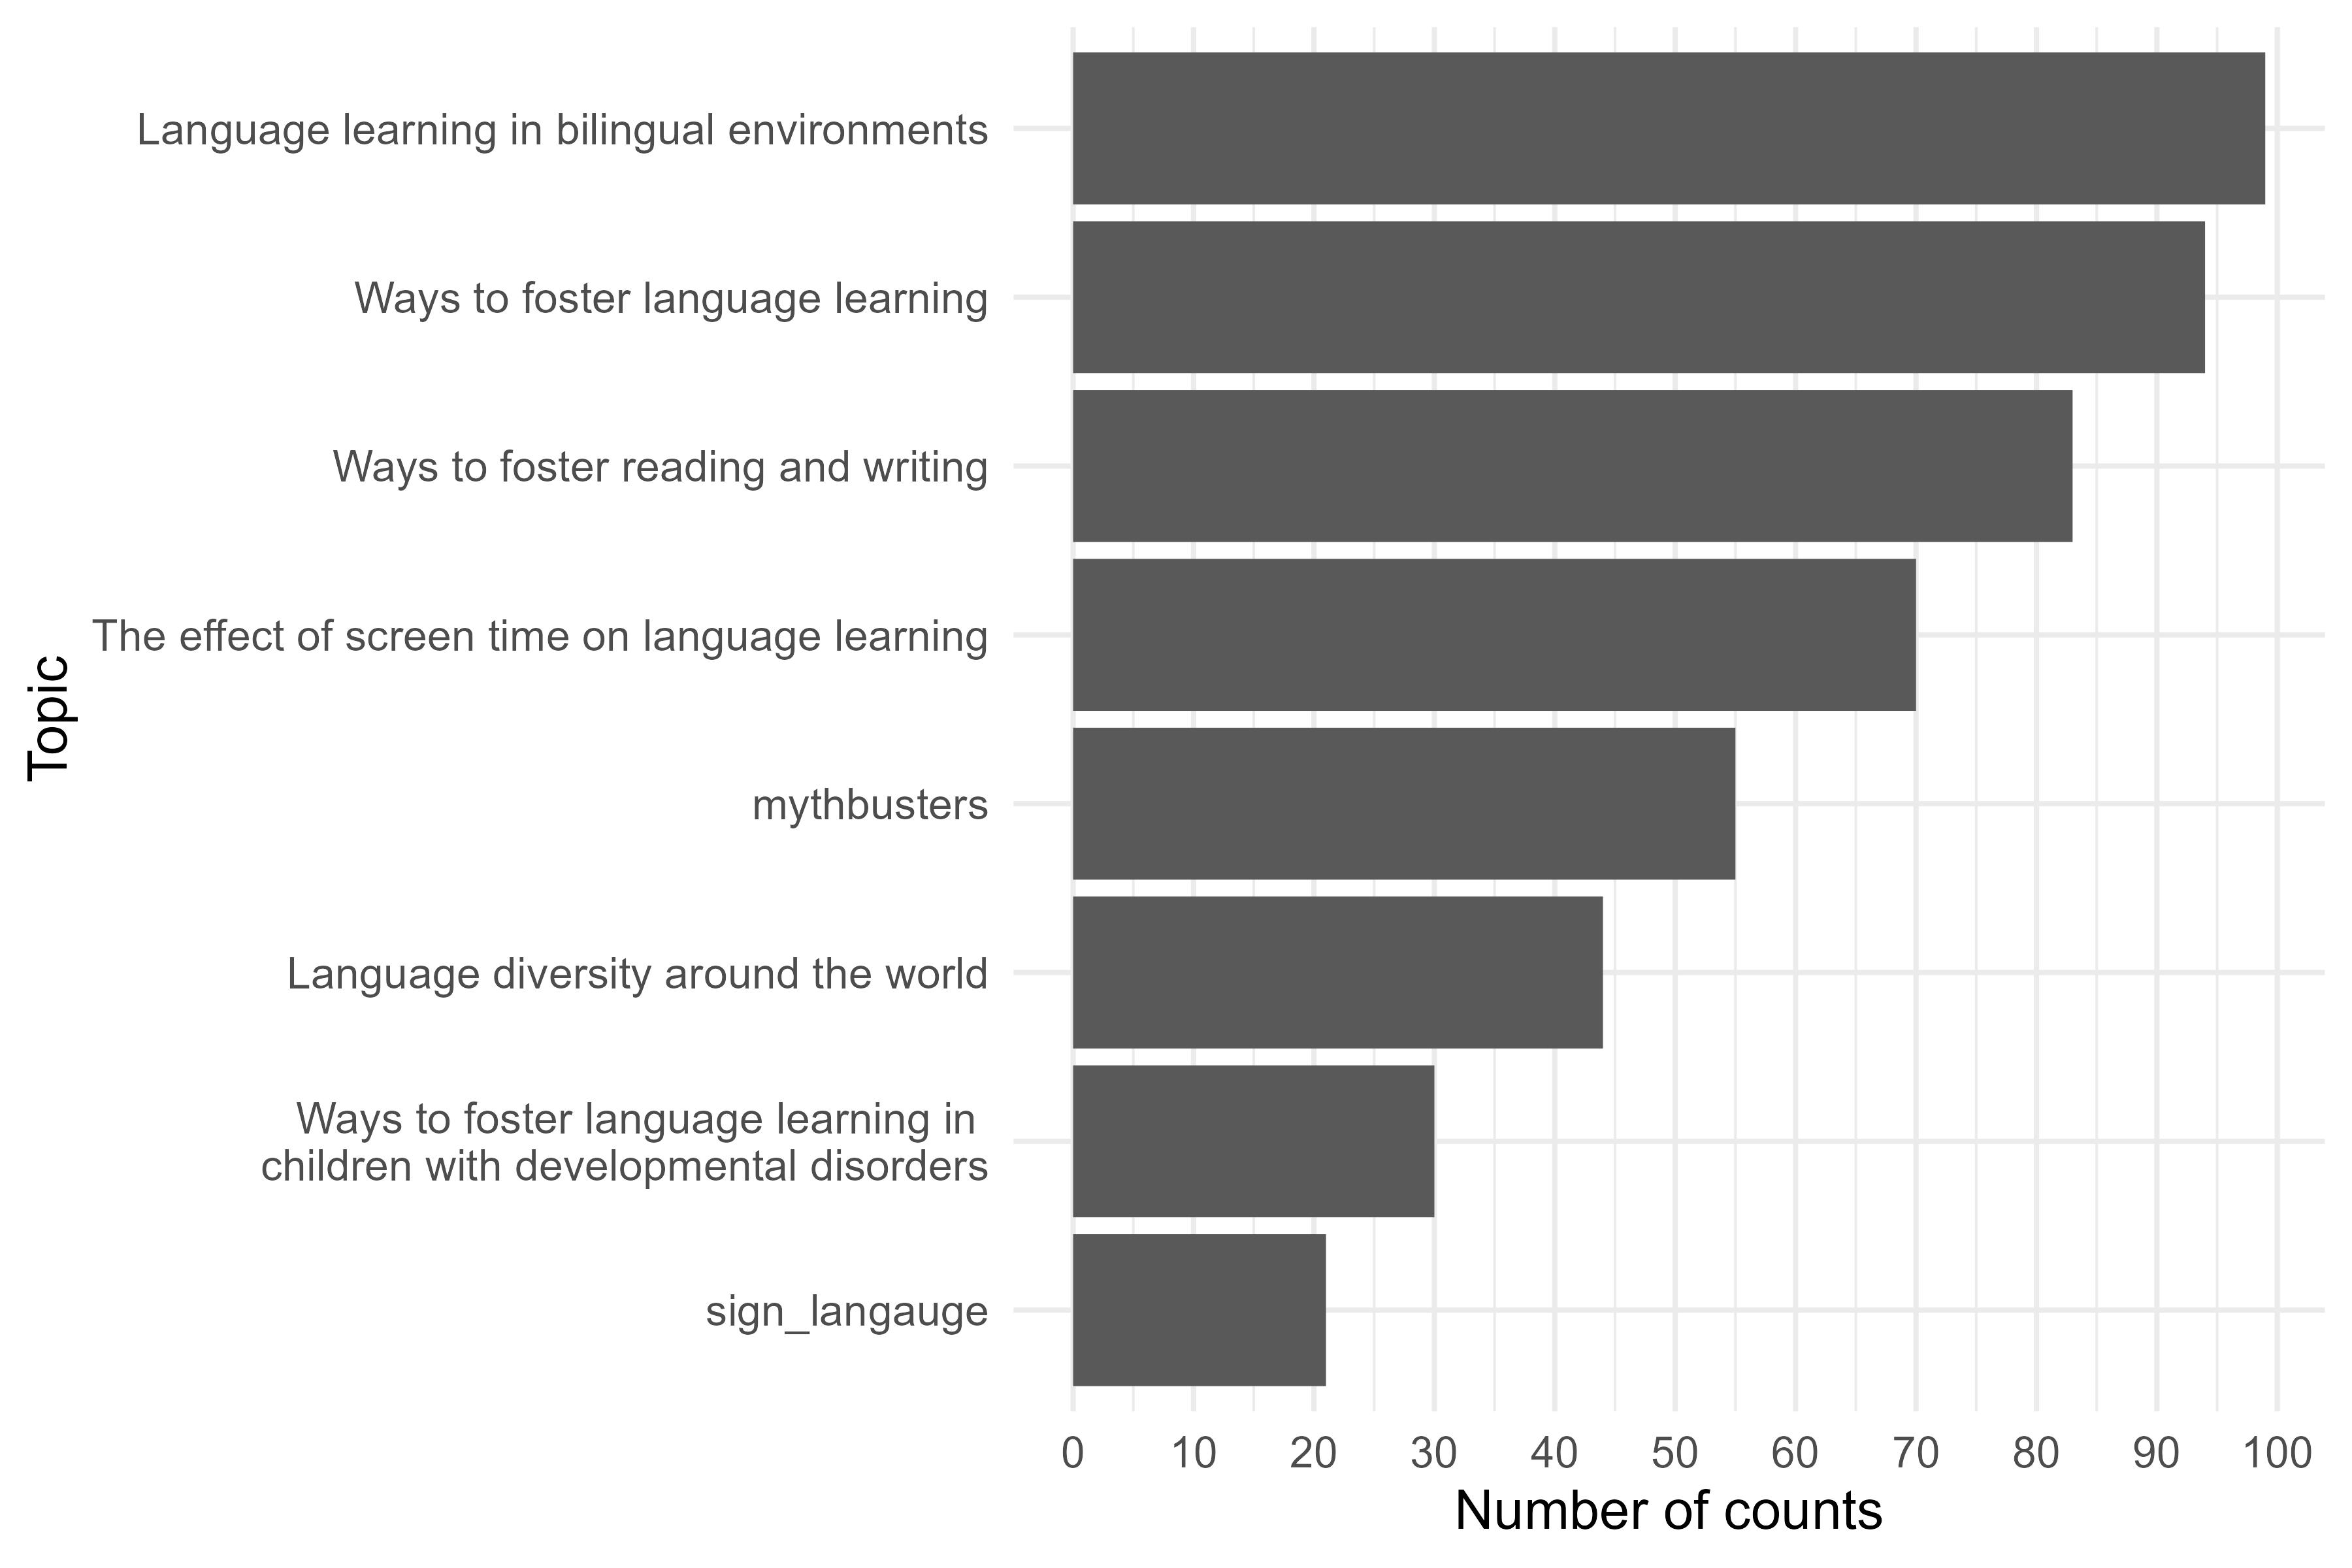 Language learning in bilingual environments
Ways to foster language learning
Ways to foster reading and writing
The effect of screen time on language learning
mythbusters
Language diversity around the world
Ways to foster language learning in
children with developmental disorders
sign_langauge
Topic
0 10 20 30 40 50 60 70 80 90 100
Number of counts